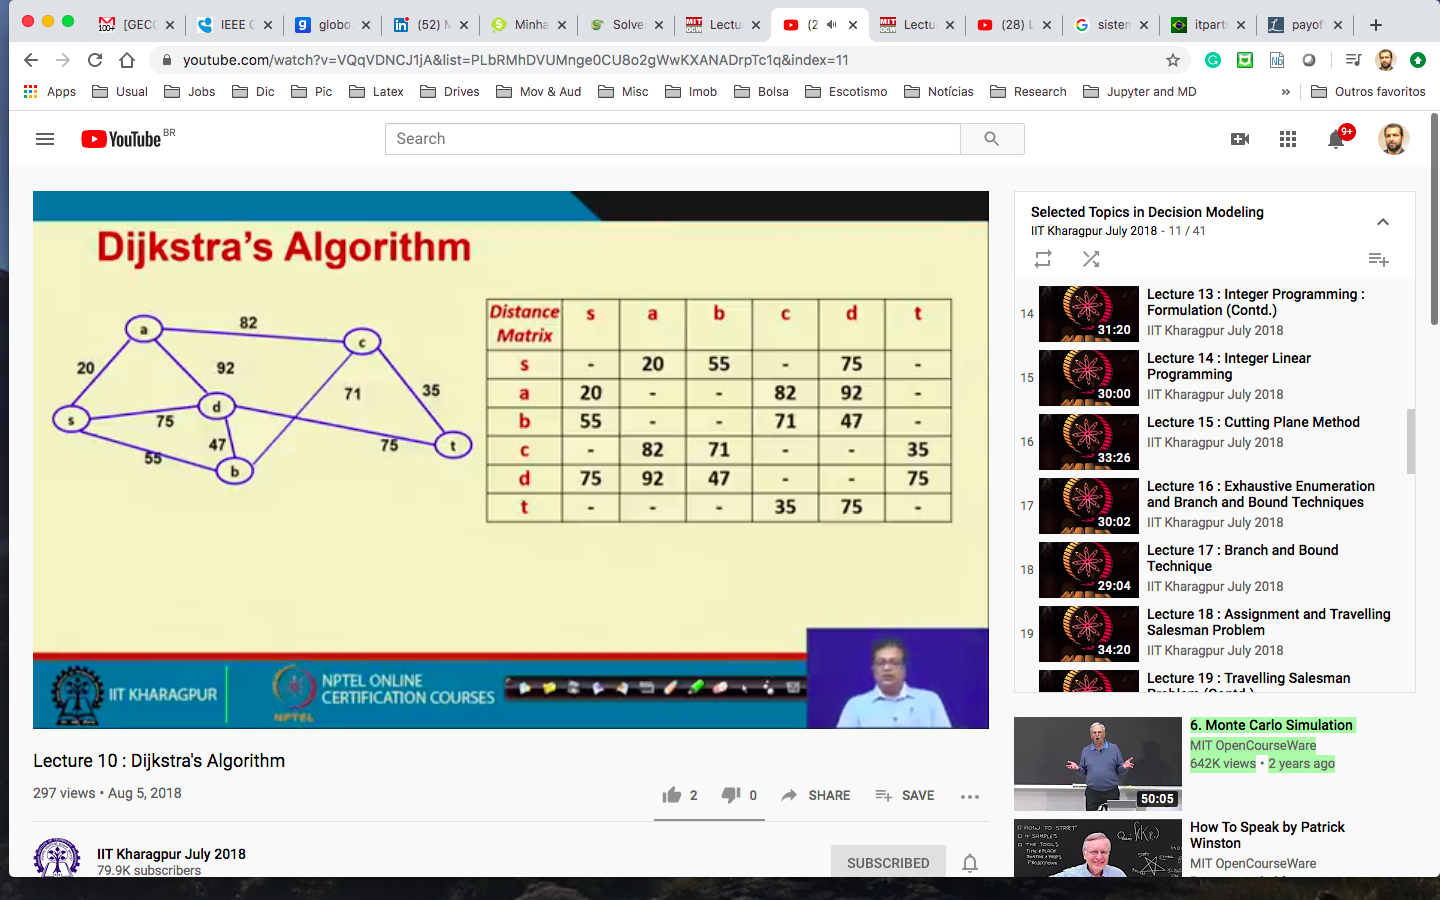 [GEC
IEEE C
globo.
(52) M
Minha
Solve
Lectu
(2
Lectu
(28) L
sistem
itpart
payof
youtube.com/watch?v=VQqVDNCJ1jA&list=PLbRMhDVUMnge0CU8o2gWwKXANADrpTc1q&index=11
Apps Usual Jobs Dic Pic Latex Drives Mov & Aud Misc Imob Bolsa Escotismo Notícias Research Jupyter and MD » Outros favoritos
YouTube BR
Search
9+
Dijkstra's Algorithm
a
82
c
20
92
71
35
s
75
d
47
75
t
55
b
Distance Matrix s a b c d t
s - 20 55 - 75 -
a 20 - - 82 92 -
b 55 - - 71 47 -
c - 82 71 - - 35
d 75 92 47 - - 75
t - - - 35 75 -
IIT KHARAGPUR
NPTEL
NPTEL ONLINE
CERTIFICATION COURSES
Lecture 10 : Dijkstra's Algorithm
297 views • Aug 5, 2018
2 0 SHARE SAVE
IIT Kharagpur July 2018
79.9K subscribers
SUBSCRIBED
Selected Topics in Decision Modeling
IIT Kharagpur July 2018 - 11 / 41
14
31:20
Lecture 13 : Integer Programming :
Formulation (Contd.)
IIT Kharagpur July 2018
15
30:00
Lecture 14 : Integer Linear
Programming
IIT Kharagpur July 2018
16
33:26
Lecture 15 : Cutting Plane Method
IIT Kharagpur July 2018
17
30:02
Lecture 16 : Exhaustive Enumeration
and Branch and Bound Techniques
IIT Kharagpur July 2018
18
29:04
Lecture 17 : Branch and Bound
Technique
IIT Kharagpur July 2018
19
34:20
Lecture 18 : Assignment and Travelling
Salesman Problem
IIT Kharagpur July 2018
Lecture 19 : Travelling Salesman
Problem (Contd.)
50:05
6. Monte Carlo Simulation
MIT OpenCourseWare
642K views • 2 years ago
How To Speak by Patrick
Winston
MIT OpenCourseWare